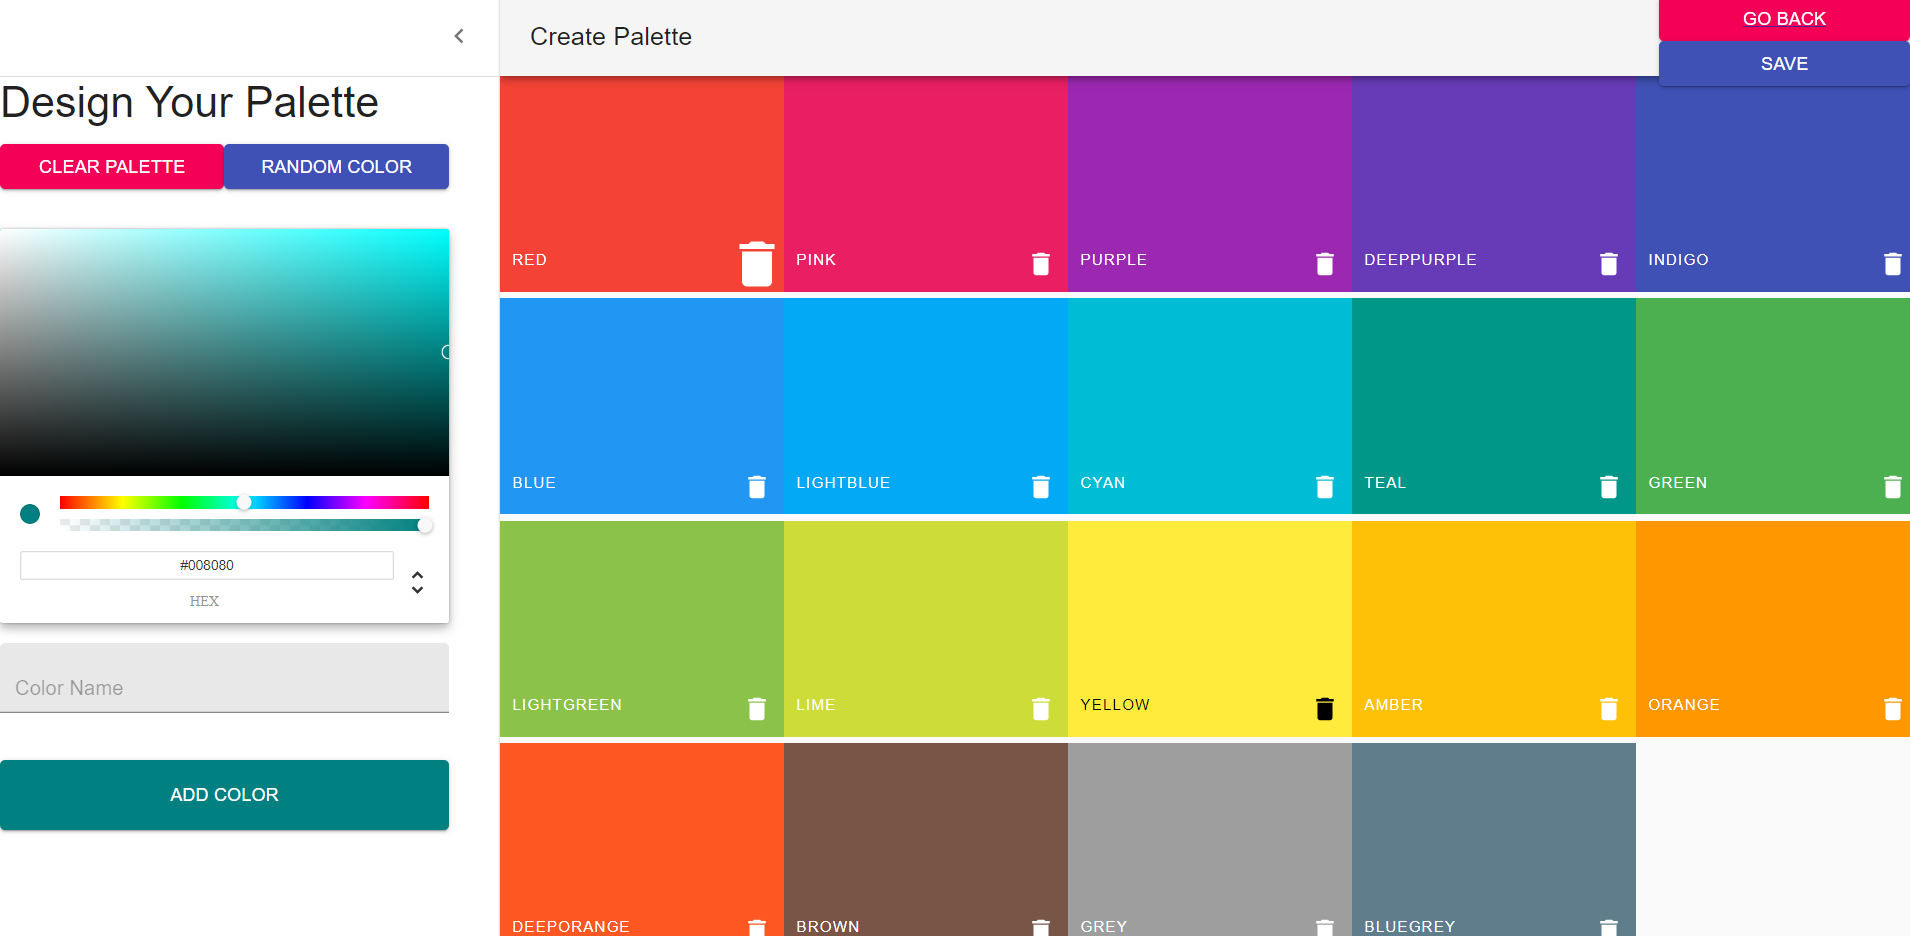 Create Palette
GO BACK
SAVE
Design Your Palette
CLEAR PALETTE
RANDOM COLOR
#008080
HEX
Color Name
ADD COLOR
RED
PINK
PURPLE
DEEPPURPLE
INDIGO
BLUE
LIGHTBLUE
CYAN
TEAL
GREEN
LIGHTGREEN
LIME
YELLOW
AMBER
ORANGE
DEEPORANGE
BROWN
GREY
BLUEGREY